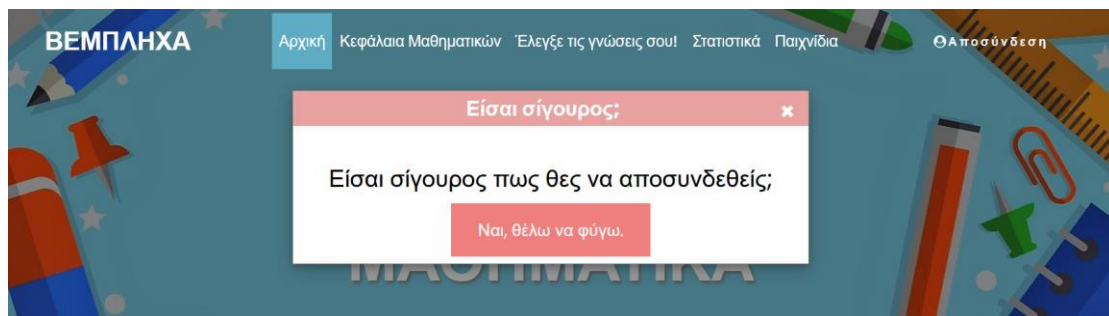 ΒΕΜΠΛΗΧΑ
Αρχική Κεφάλαια Μαθηματικών Έλεγξε τις γνώσεις σου! Στατιστικά Παιχνίδια
Αποσύνδεση
Είσαι σίγουρος;
Είσαι σίγουρος πως θες να αποσυνδεθείς;
Ναι, θέλω να φύγω.
ΜΑΘΗΜΑΤΙΚΑ